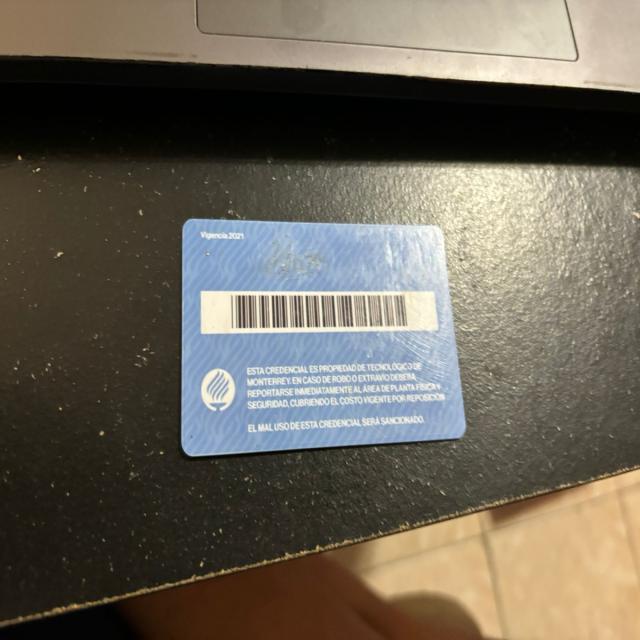 Vigencia 2021
ESTA CREDENCIAL ES PROPIEDAD DE TECNOLÓGICO DE
MONTERREY. EN CASO DE ROBO O EXTRAVIO DEBERÁ
REPORTARSE INMEDIATAMENTE AL ÁREA DE PLANTA FÍSICA Y
SEGURIDAD, CUBRIENDO EL COSTO VIGENTE POR REPOSICIÓN
EL MAL USO DE ESTA CREDENCIAL SERÁ SANCIONADO.